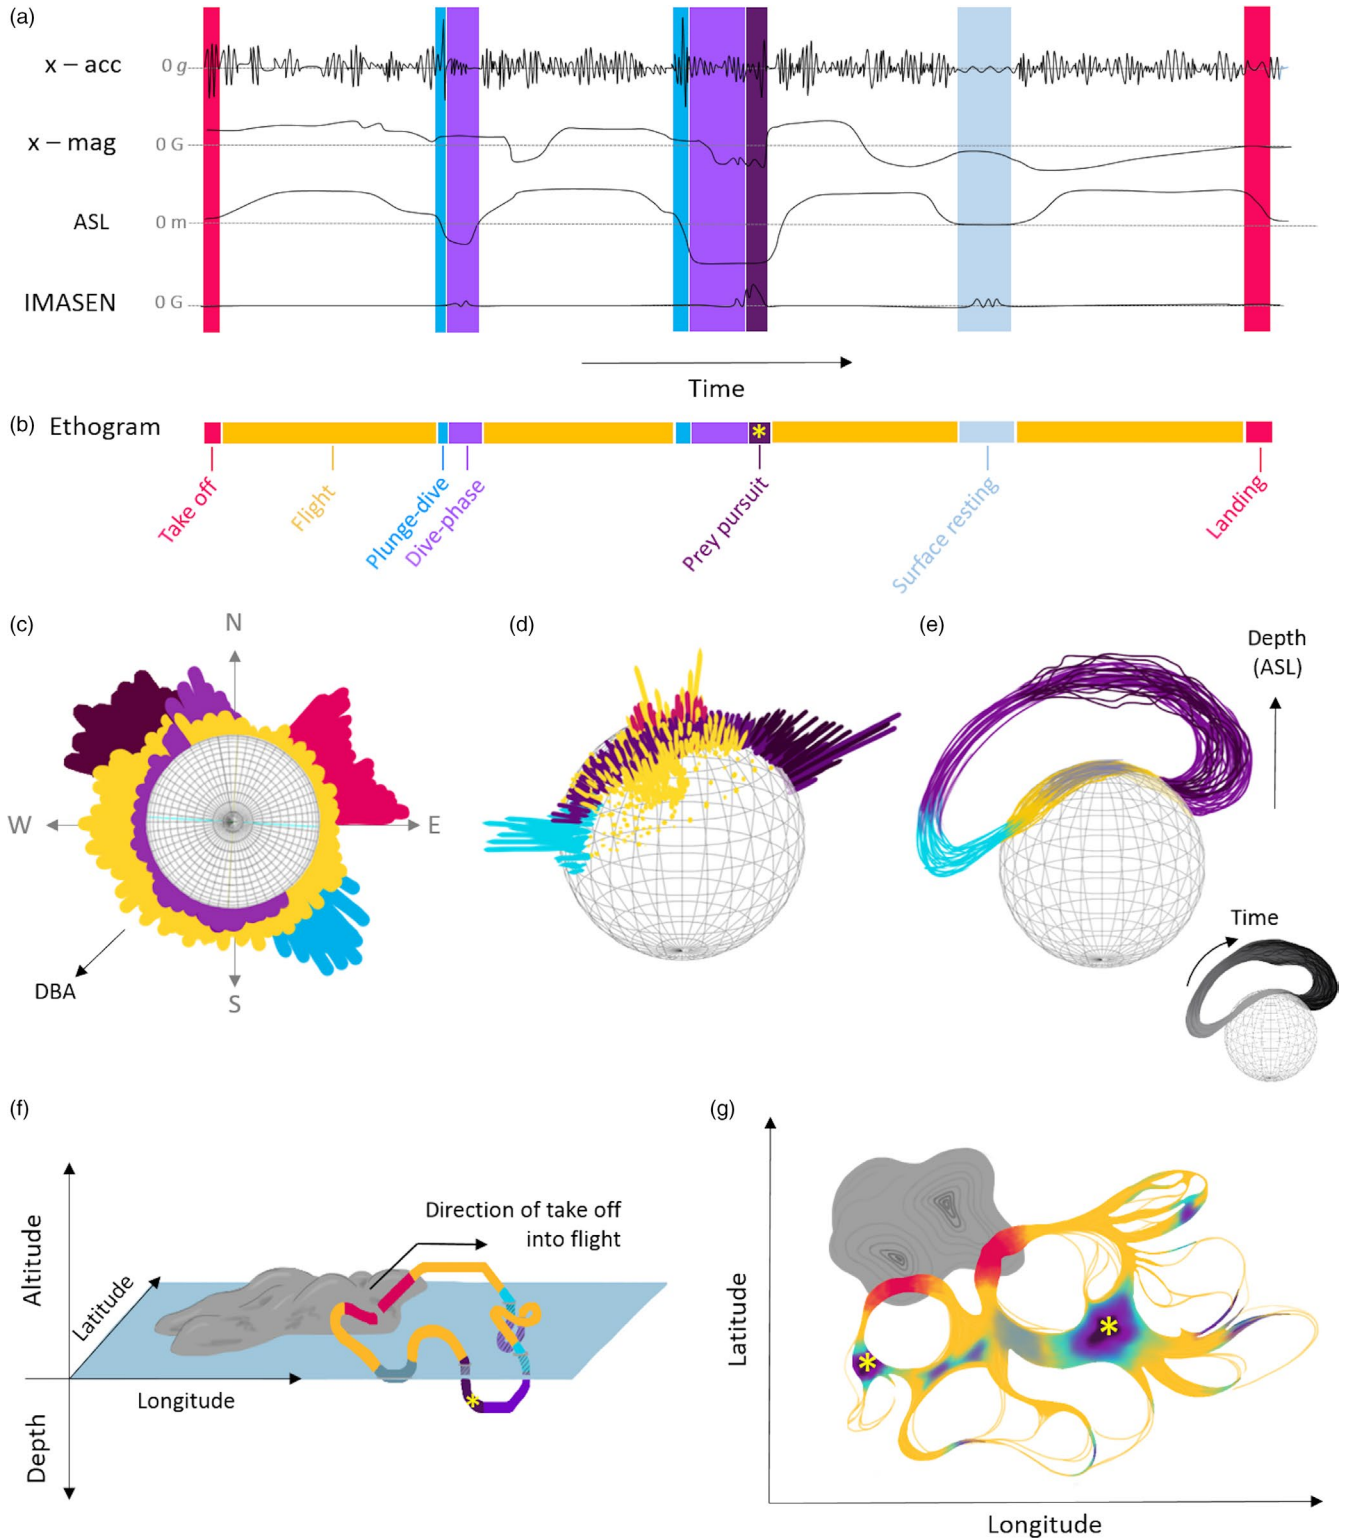 (a)
x – acc
0 g
x – mag
0 G
ASL
0 m
IMASEN
0 G
Time
(b) Ethogram
*
Take off
Flight
Plunge-dive
Dive-phase
Prey pursuit
Surface resting
Landing
(c)
N
W
E
S
DBA
(d)
(e)
Depth
(ASL)
Time
(f)
Altitude
Latitude
Longitude
Depth
Direction of take off
into flight
*
(g)
Latitude
*
*
Longitude